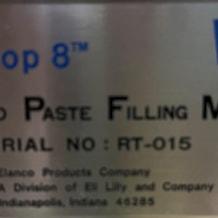 op 8™
PASTE FILLING M
RIAL NO: RT-015
Elanco Products Company
A Division of Eli Lilly and Company
Indianapolis, Indiana 46285